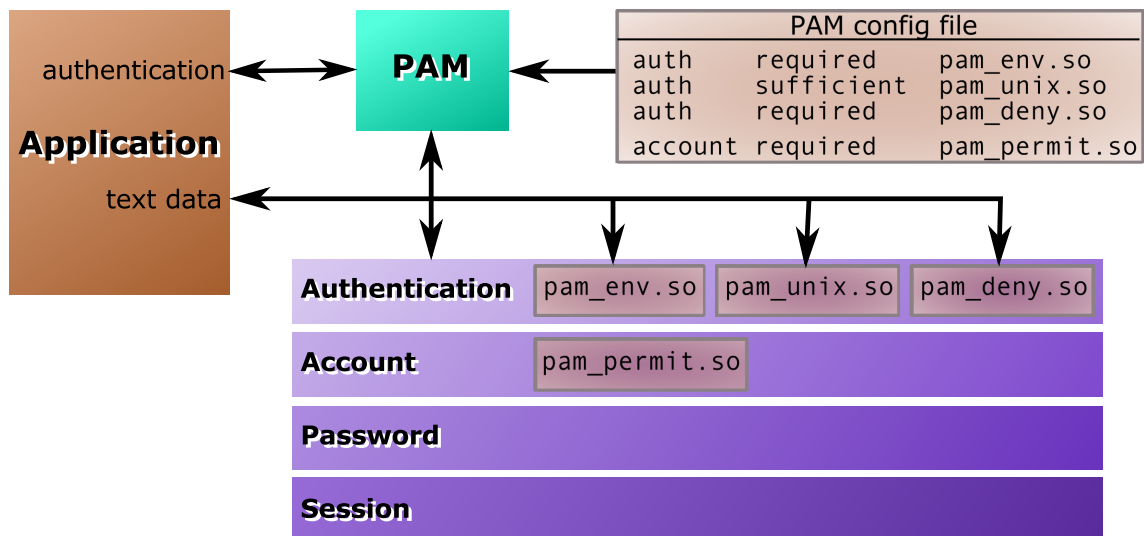 authentication
Application
text data
PAM
PAM config file
auth required pam_env.so
auth sufficient pam_unix.so
auth required pam_deny.so
account required pam_permit.so
Authentication pam_env.so pam_unix.so pam_deny.so
Account pam_permit.so
Password
Session